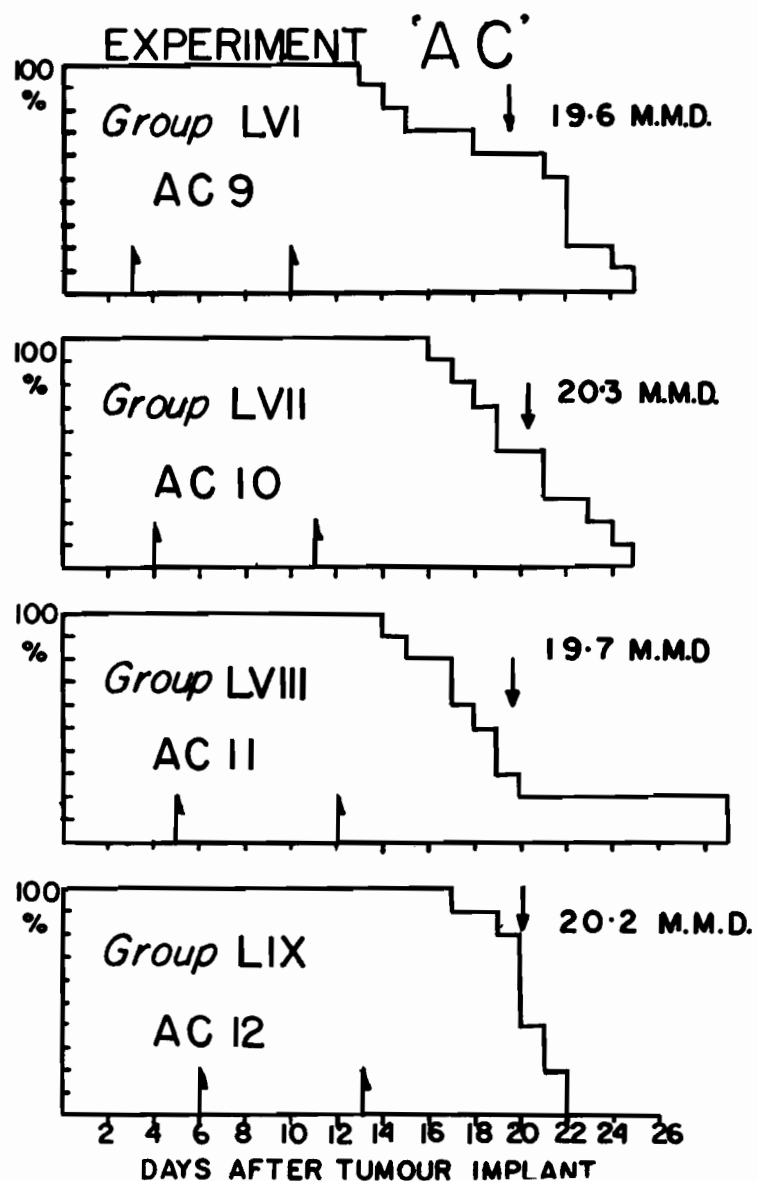 EXPERIMENT 'AC'
100
%
Group LVI
19·6 M.M.D.
AC 9
100
%
Group LVII
20·3 M.M.D.
AC 10
100
%
Group LVIII
19·7 M.M.D
AC 11
100
%
Group LIX
20·2 M.M.D.
AC 12
2 4 6 8 10 12 14 16 18 20 22 24 26
DAYS AFTER TUMOUR IMPLANT